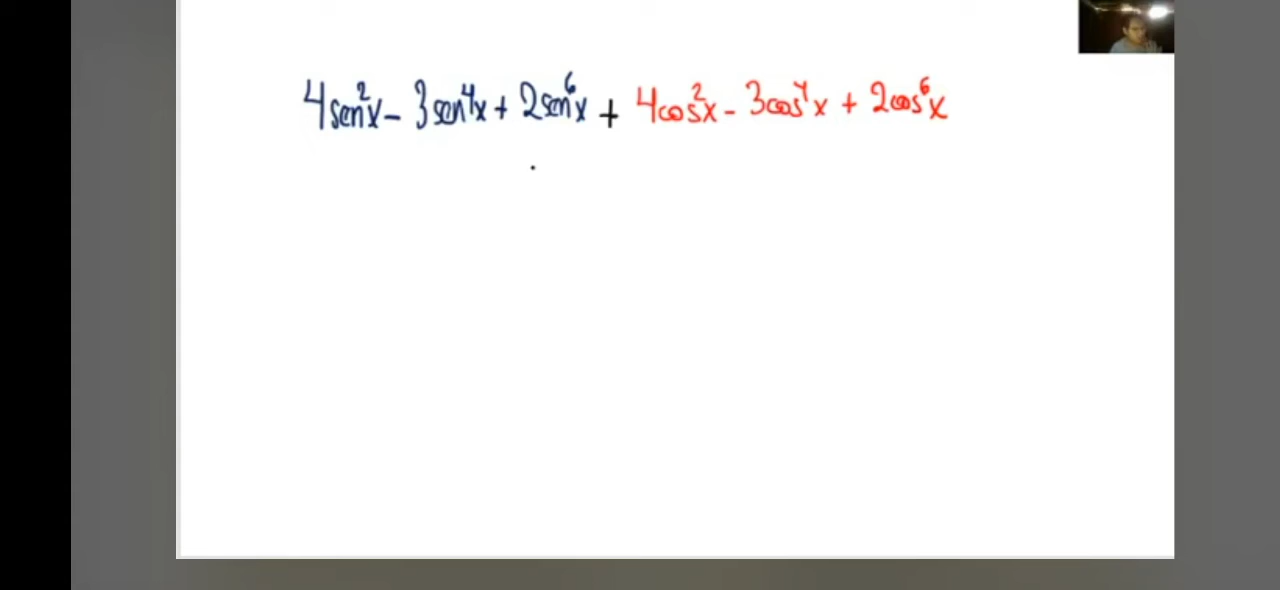 4sen²x - 3sen⁴x + 2sen⁶x + 4cos²x - 3cos⁴x + 2cos⁶x